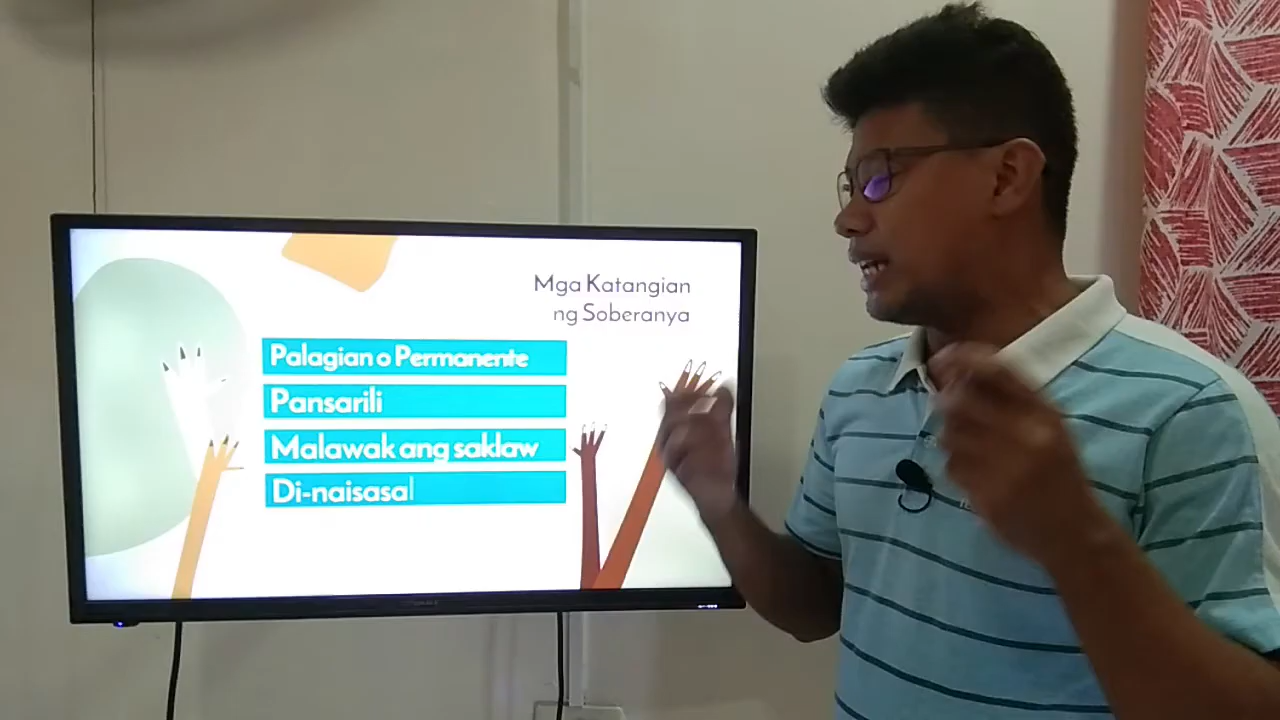 Mga Katangian
ng Soberanya
Palagian o Permanente
Pansarili
Malawak ang saklaw
Di-naisasal